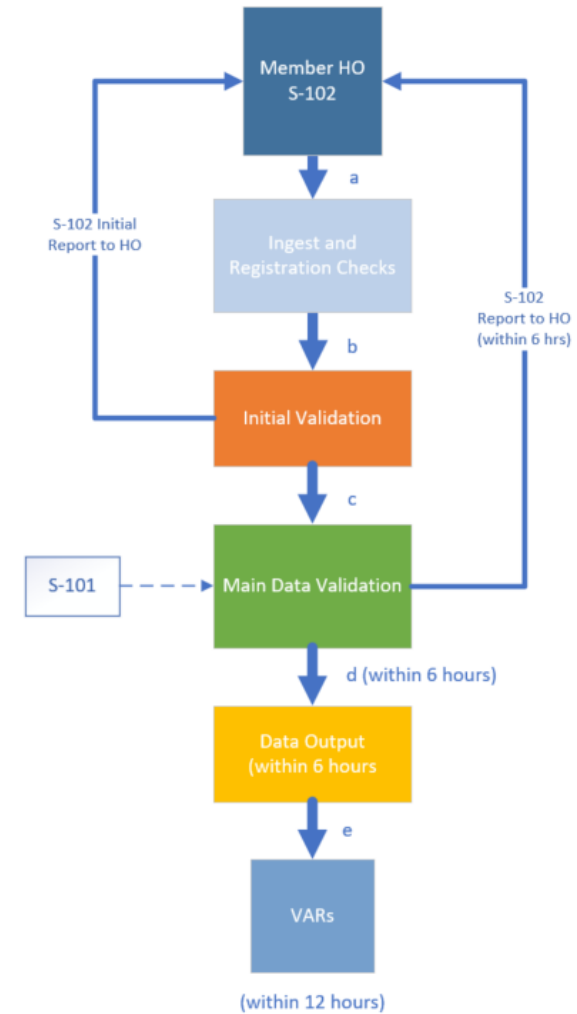 Member HO
S-102
a
S-102 Initial
Report to HO
Ingest and
Registration Checks
S-102
Report to HO
(within 6 hrs)
b
Initial Validation
c
S-101
Main Data Validation
d (within 6 hours)
Data Output
(within 6 hours
e
VARs
(within 12 hours)